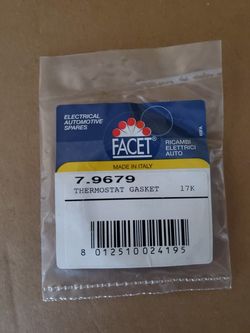 ELECTRICAL
AUTOMOTIVE
SPARES
FACET
RICAMBI
ELETTRICI
AUTO
MADE IN ITALY
7.9679
THERMOSTAT GASKET 17K
8 012510 024195